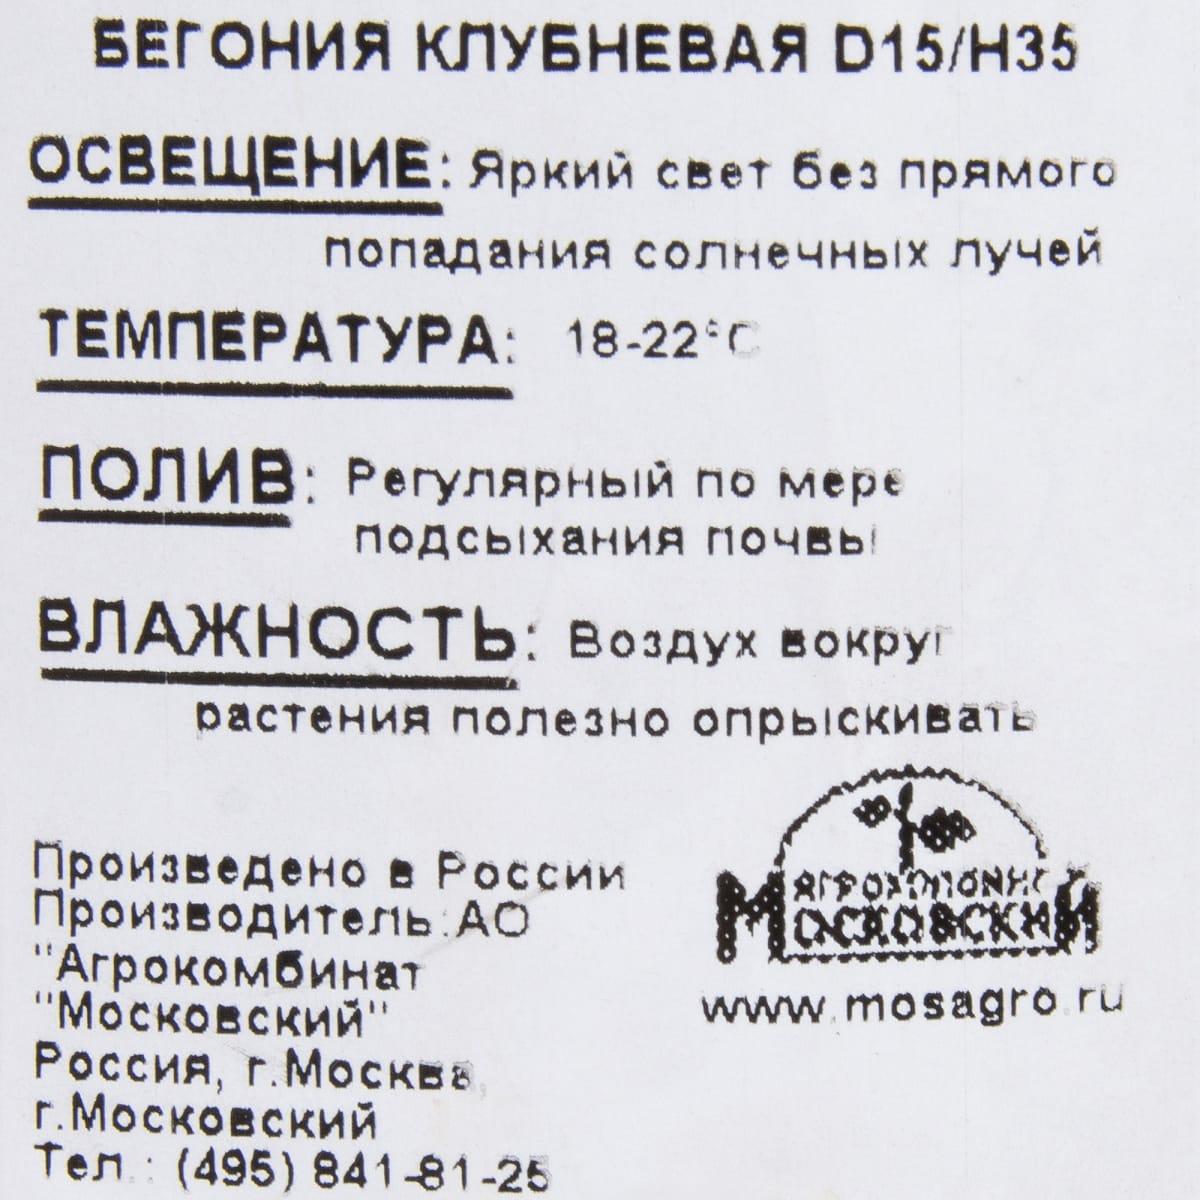 БЕГОНИЯ КЛУБНЕВАЯ D15/H35
ОСВЕЩЕНИЕ: Яркий свет без прямого
попадания солнечных лучей
ТЕМПЕРАТУРА: 18-22°C
ПОЛИВ: Регулярный по мере
подсыхания почвы
ВЛАЖНОСТЬ: Воздух вокруг
растения полезно опрыскивать
Произведено в России
Производитель:АО
"Агрокомбинат
"Московский"
Россия, г.Москва,
г.Московский
Тел.: (495) 841-81-25
АГРОКОМБИНАТ
МОСКОВСКИЙ
www.mosagro.ru